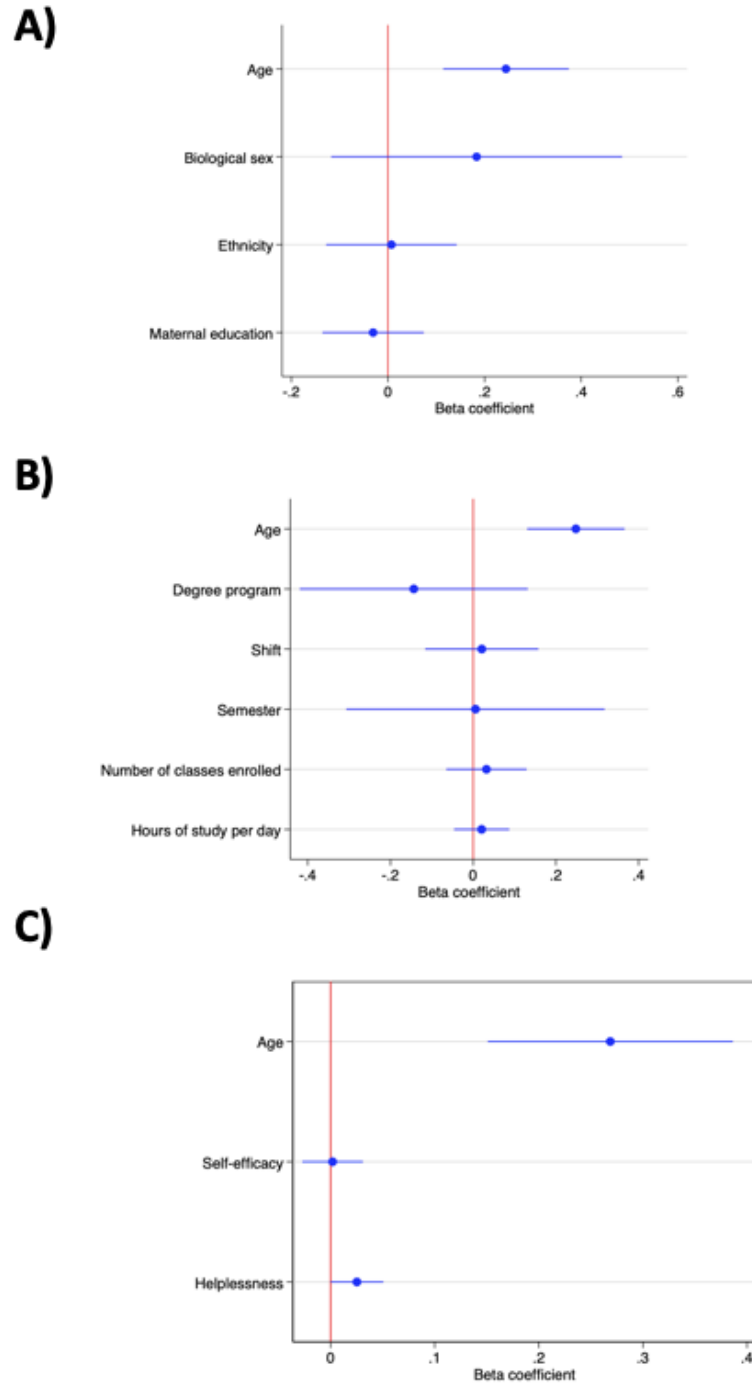 A)
Age
Biological sex
Ethnicity
Maternal education
-.2 0 .2 .4 .6
Beta coefficient
B)
Age
Degree program
Shift
Semester
Number of classes enrolled
Hours of study per day
-.4 -.2 0 .2 .4
Beta coefficient
C)
Age
Self-efficacy
Helplessness
0 .1 .2 .3 .4
Beta coefficient